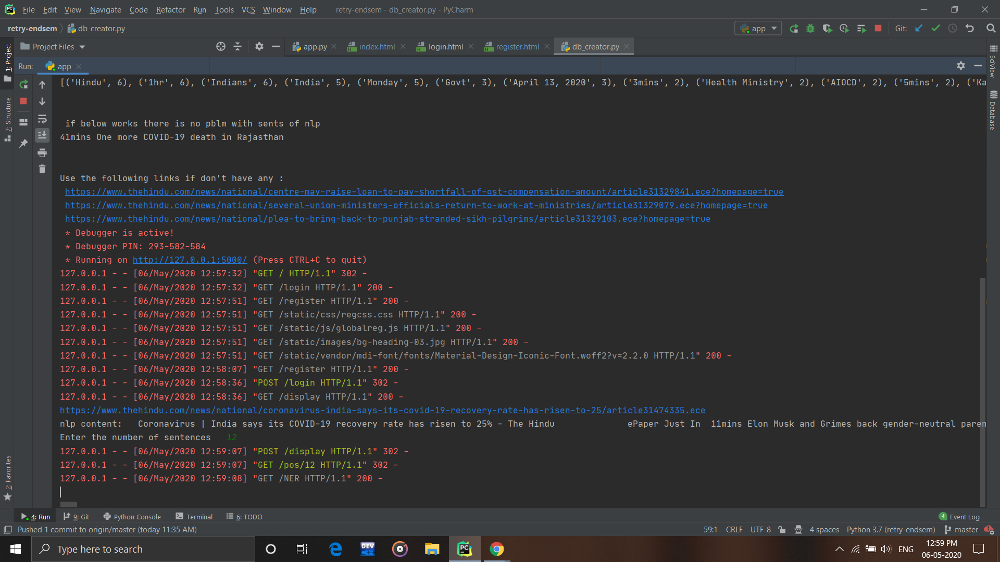 File Edit View Navigate Code Refactor Run Tools VCS Window Help retry-endsem - db_creator.py - PyCharm
retry-endsem db_creator.py app Git:
1: Project Project Files app.py index.html login.html register.html db_creator.py SciView
Run: app
[('Hindu', 6), ('1hr', 6), ('Indians', 6), ('India', 5), ('Monday', 5), ('Govt', 3), ('April 13, 2020', 3), ('3mins', 2), ('Health Ministry', 2), ('AIOCD', 2), ('5mins', 2), ('Ka
7: Structure Database
if below works there is no pblm with sents of nlp
41mins One more COVID-19 death in Rajasthan
Use the following links if don't have any :
https://www.thehindu.com/news/national/centre-may-raise-loan-to-pay-shortfall-of-gst-compensation-amount/article31329841.ece?homepage=true
https://www.thehindu.com/news/national/several-union-ministers-officials-return-to-work-at-ministries/article31329079.ece?homepage=true
https://www.thehindu.com/news/national/plea-to-bring-back-to-punjab-stranded-sikh-pilgrims/article31329103.ece?homepage=true
* Debugger is active!
* Debugger PIN: 293-582-584
* Running on http://127.0.0.1:5000/ (Press CTRL+C to quit)
127.0.0.1 - - [06/May/2020 12:57:32] "GET / HTTP/1.1" 302 -
127.0.0.1 - - [06/May/2020 12:57:32] "GET /login HTTP/1.1" 200 -
127.0.0.1 - - [06/May/2020 12:57:51] "GET /register HTTP/1.1" 200 -
127.0.0.1 - - [06/May/2020 12:57:51] "GET /static/css/regcss.css HTTP/1.1" 200 -
127.0.0.1 - - [06/May/2020 12:57:51] "GET /static/js/globalreg.js HTTP/1.1" 200 -
127.0.0.1 - - [06/May/2020 12:57:51] "GET /static/images/bg-heading-03.jpg HTTP/1.1" 200 -
127.0.0.1 - - [06/May/2020 12:57:51] "GET /static/vendor/mdi-font/fonts/Material-Design-Iconic-Font.woff2?v=2.2.0 HTTP/1.1" 200 -
127.0.0.1 - - [06/May/2020 12:58:07] "GET /register HTTP/1.1" 200 -
127.0.0.1 - - [06/May/2020 12:58:36] "POST /login HTTP/1.1" 302 -
127.0.0.1 - - [06/May/2020 12:58:36] "GET /display HTTP/1.1" 200 -
https://www.thehindu.com/news/national/coronavirus-india-says-its-covid-19-recovery-rate-has-risen-to-25/article31474335.ece
nlp content: Coronavirus | India says its COVID-19 recovery rate has risen to 25% - The Hindu ePaper Just In 11mins Elon Musk and Grimes back gender-neutral paren
Enter the number of sentences 12
127.0.0.1 - - [06/May/2020 12:59:07] "POST /display HTTP/1.1" 302 -
127.0.0.1 - - [06/May/2020 12:59:07] "GET /pos/12 HTTP/1.1" 302 -
127.0.0.1 - - [06/May/2020 12:59:08] "GET /NER HTTP/1.1" 200 -
2: Favorites
4: Run 9: Git Python Console Terminal 6: TODO 4 Event Log
Pushed 1 commit to origin/master (today 11:35 AM) 59:1 CRLF UTF-8 4 spaces Python 3.7 (retry-endsem) master
Type here to search DEV C++ PC ENG 12:59 PM
06-05-2020